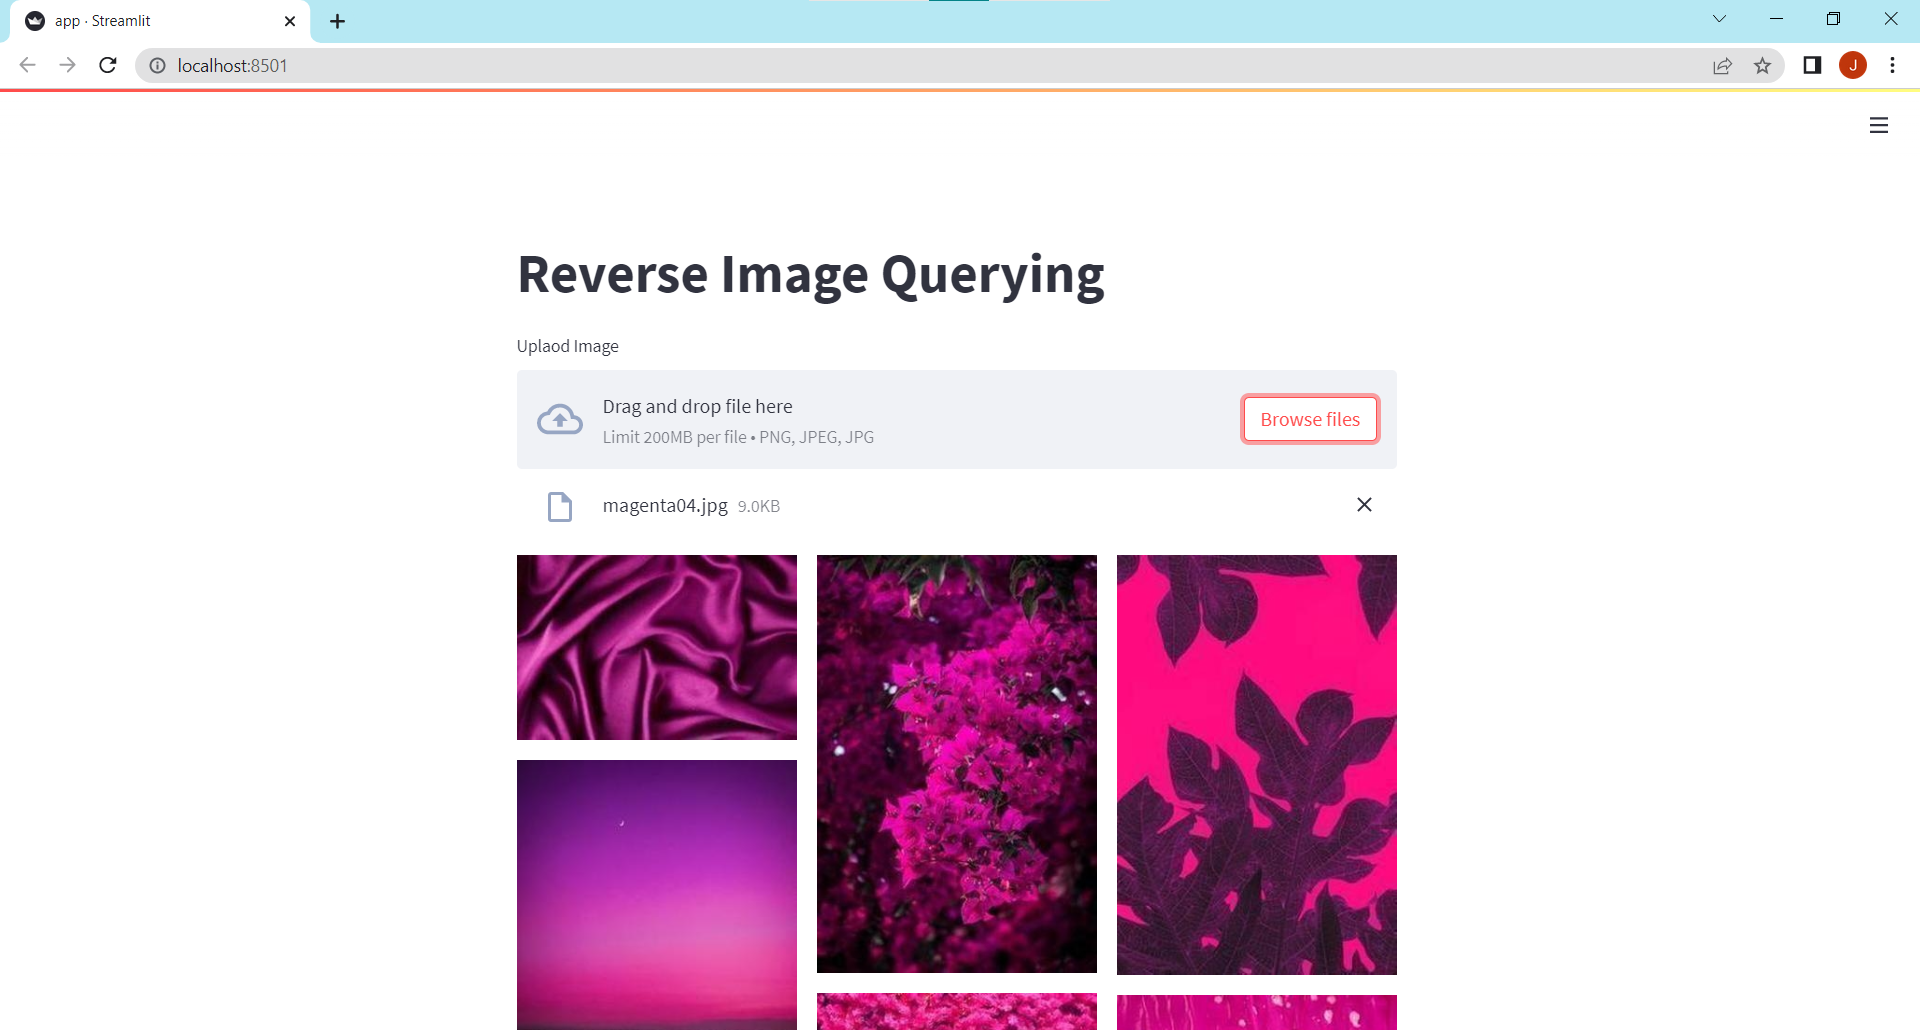 app · Streamlit
localhost:8501
J
Reverse Image Querying
Uplaod Image
Drag and drop file here
Limit 200MB per file • PNG, JPEG, JPG
Browse files
magenta04.jpg 9.0KB